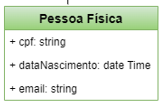 Pessoa Física
+ cpf: string
+ dataNascimento: date Time
+ email: string